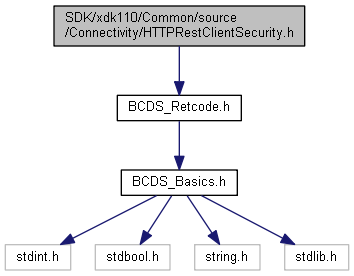 SDK/xdk110/Common/source
/Connectivity/HTTPRestClientSecurity.h
BCDS_Retcode.h
BCDS_Basics.h
stdint.h
stdbool.h
string.h
stdlib.h